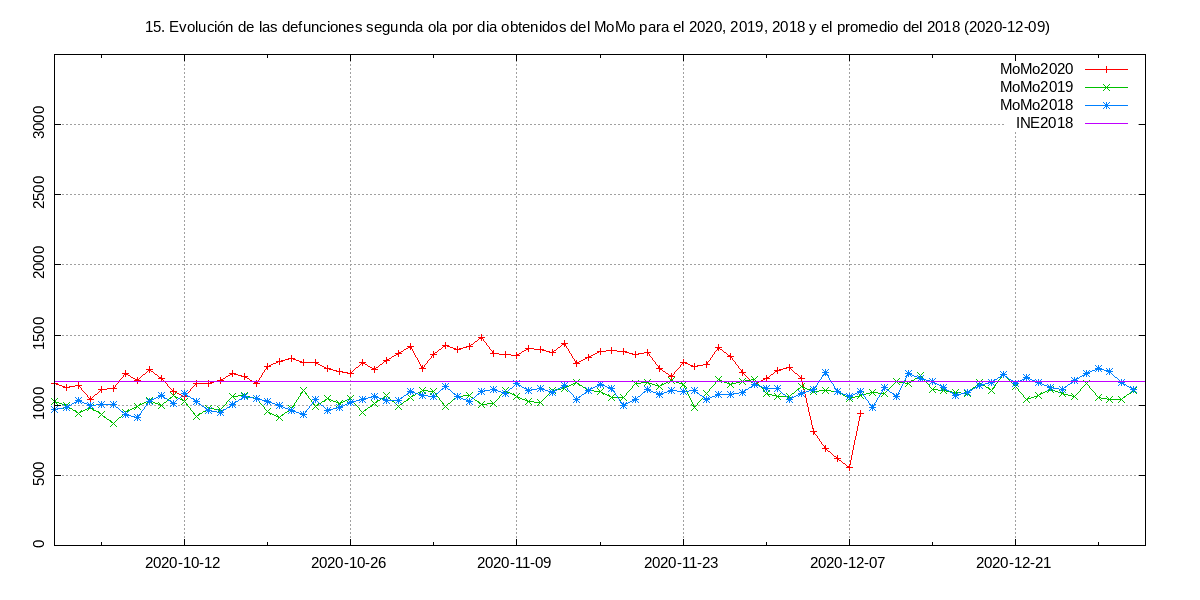 15. Evolución de las defunciones segunda ola por dia obtenidos del MoMo para el 2020, 2019, 2018 y el promedio del 2018 (2020-12-09)
MoMo2020
MoMo2019
MoMo2018
INE2018
3000
2500
2000
1500
1000
500
0
2020-10-12 2020-10-26 2020-11-09 2020-11-23 2020-12-07 2020-12-21